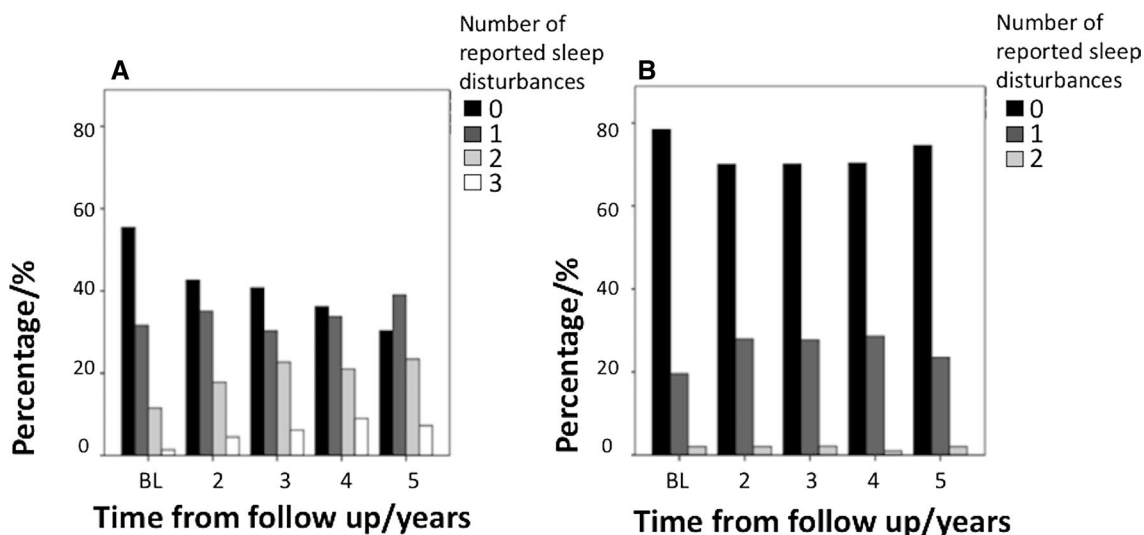 A
Number of
reported sleep
disturbances
0
1
2
3
80
60
40
20
0
Percentage/%
BL 2 3 4 5
Time from follow up/years
B
Number of
reported sleep
disturbances
0
1
2
80
60
40
20
0
Percentage/%
BL 2 3 4 5
Time from follow up/years